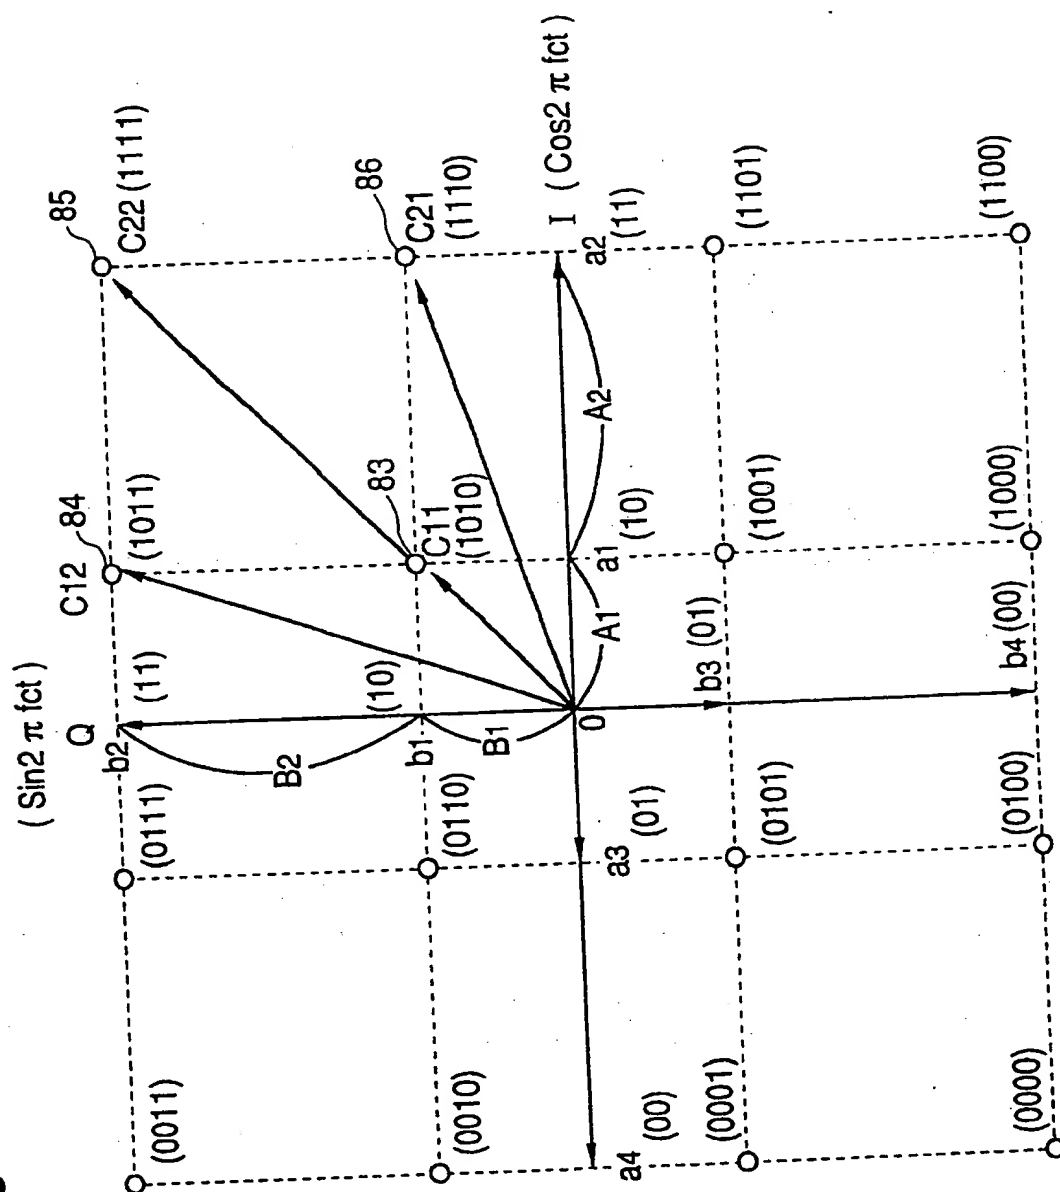 ( Sin2 π fct )
Q
C12
84
85
C22 (1111)
b2
(11)
(1011)
(0111)
(0011)
B2
83
86
C21
(1110)
C11
(1010)
(10)
b1
B1
(0110)
(0010)
I ( Cos2 π fct )
a2
(11)
A2
a1
(10)
A1
0
a3
(01)
a4
(00)
b3 (01)
(1101)
(1001)
(0101)
(0001)
b4 (00)
(1100)
(1000)
(0100)
(0000)